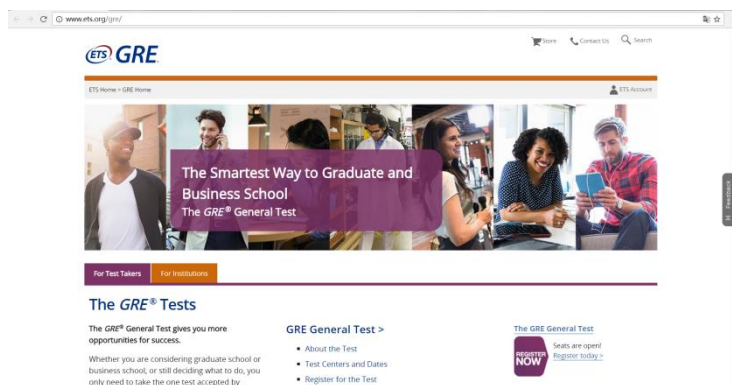 www.ets.org/gre/
Store
Contact Us
Search
ETS GRE
ETS Home > GRE Home
ETS Account
The Smartest Way to Graduate and
Business School
The GRE® General Test
Feedback
For Test Takers
For Institutions
The GRE® Tests
The GRE® General Test gives you more
opportunities for success.
Whether you are considering graduate school or
business school, or still deciding what to do, you
only need to take the one test accepted by
GRE General Test >
About the Test
Test Centers and Dates
Register for the Test
The GRE General Test
REGISTER
NOW
Seats are open!
Register today >